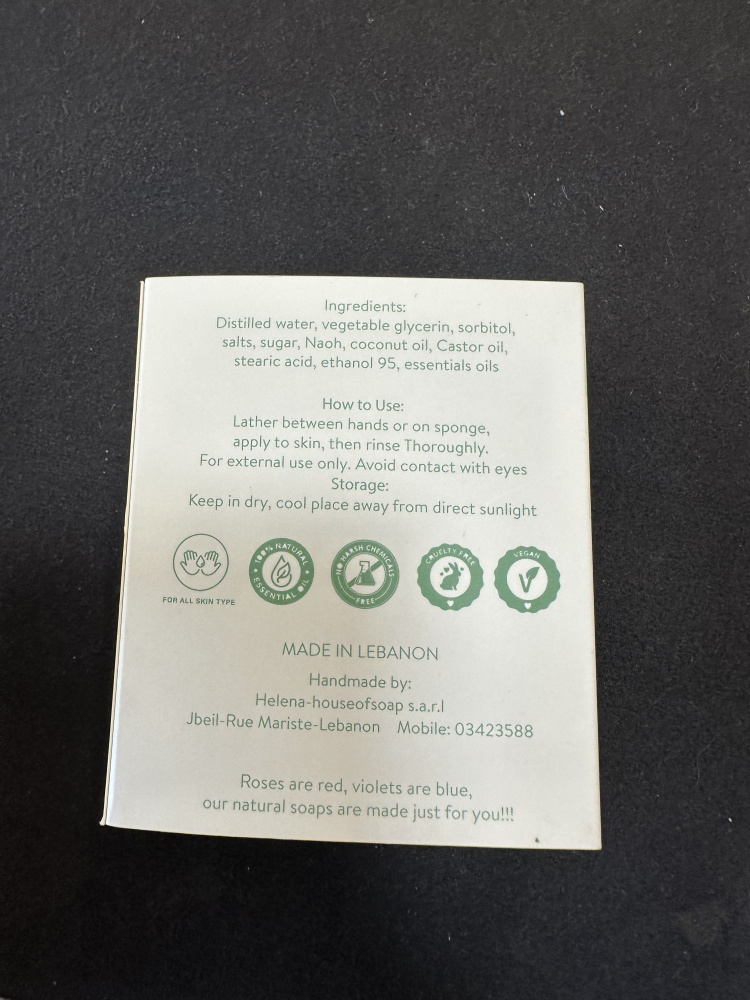 Ingredients:
Distilled water, vegetable glycerin, sorbitol,
salts, sugar, Naoh, coconut oil, Castor oil,
stearic acid, ethanol 95, essentials oils
How to Use:
Lather between hands or on sponge,
apply to skin, then rinse Thoroughly.
For external use only. Avoid contact with eyes
Storage:
Keep in dry, cool place away from direct sunlight
FOR ALL SKIN TYPE
100% NATURAL
ESSENTIAL OIL
NO HARSH CHEMICALS
FREE
CRUELTY FREE
VEGAN
MADE IN LEBANON
Handmade by:
Helena-houseofsoap s.a.r.l
Jbeil-Rue Mariste-Lebanon Mobile: 03423588
Roses are red, violets are blue,
our natural soaps are made just for you!!!